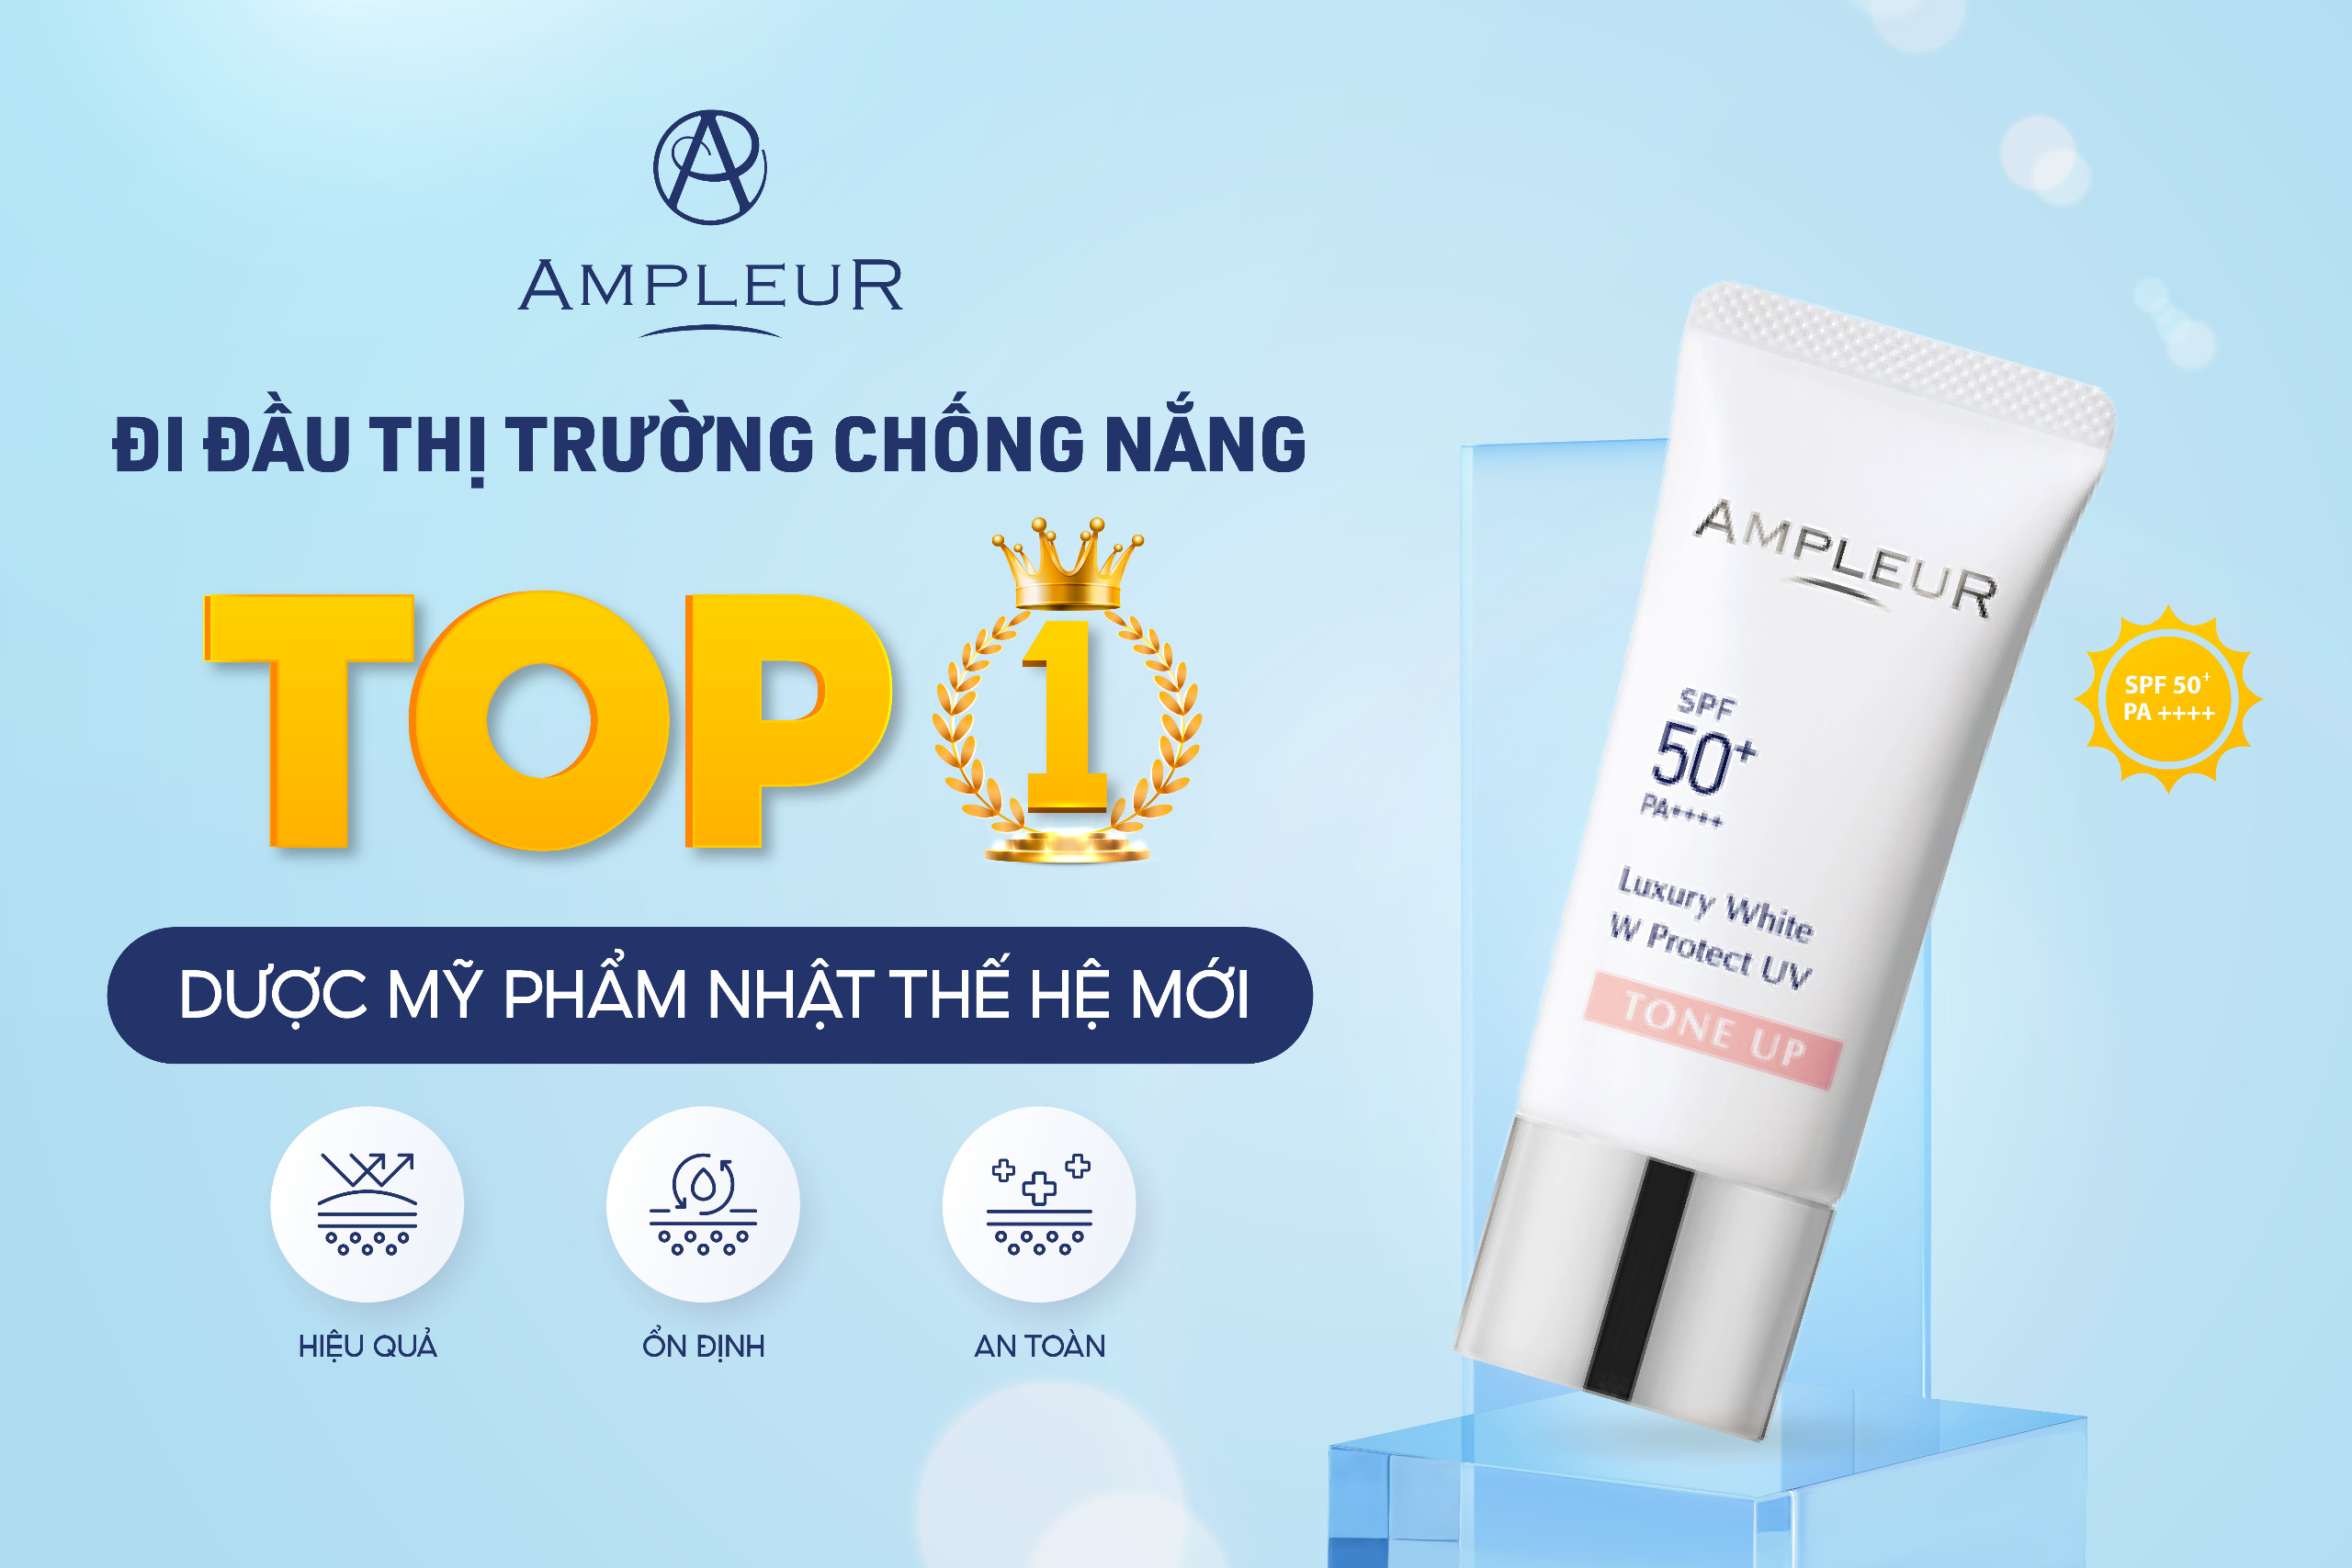 AMPLEUR
ĐI ĐẦU THỊ TRƯỜNG CHỐNG NẮNG
TOP 1
DƯỢC MỸ PHẨM NHẬT THẾ HỆ MỚI
HIỆU QUẢ
ỔN ĐỊNH
AN TOÀN
AMPLEUR
SPF
50+
PA++++
Luxury White
W Protect UV
TONE UP
SPF 50+
PA ++++